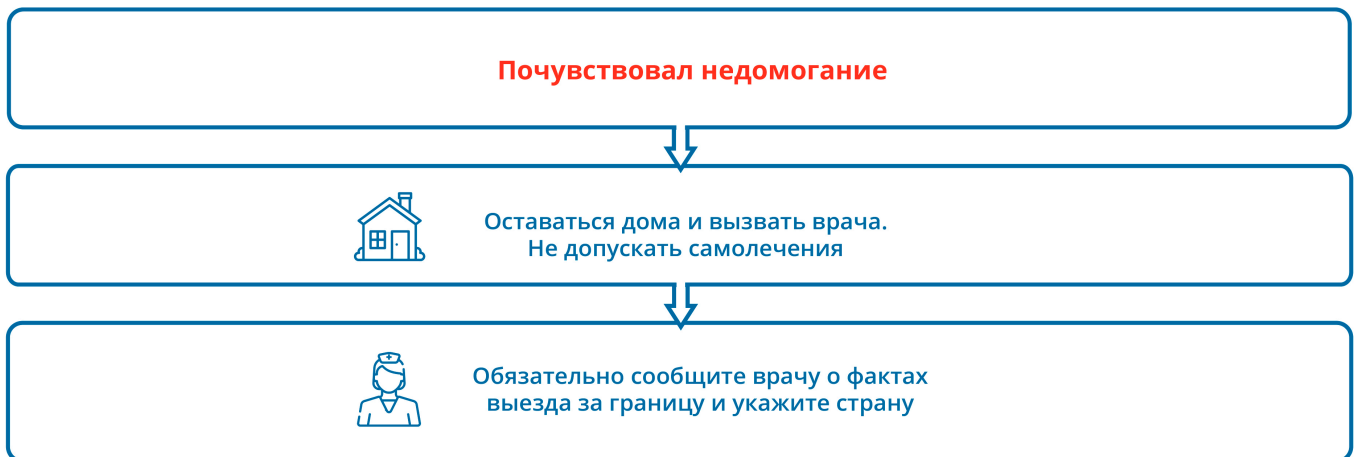 Почувствовал недомогание
Оставаться дома и вызвать врача.
Не допускать самолечения
Обязательно сообщите врачу о фактах
выезда за границу и укажите страну